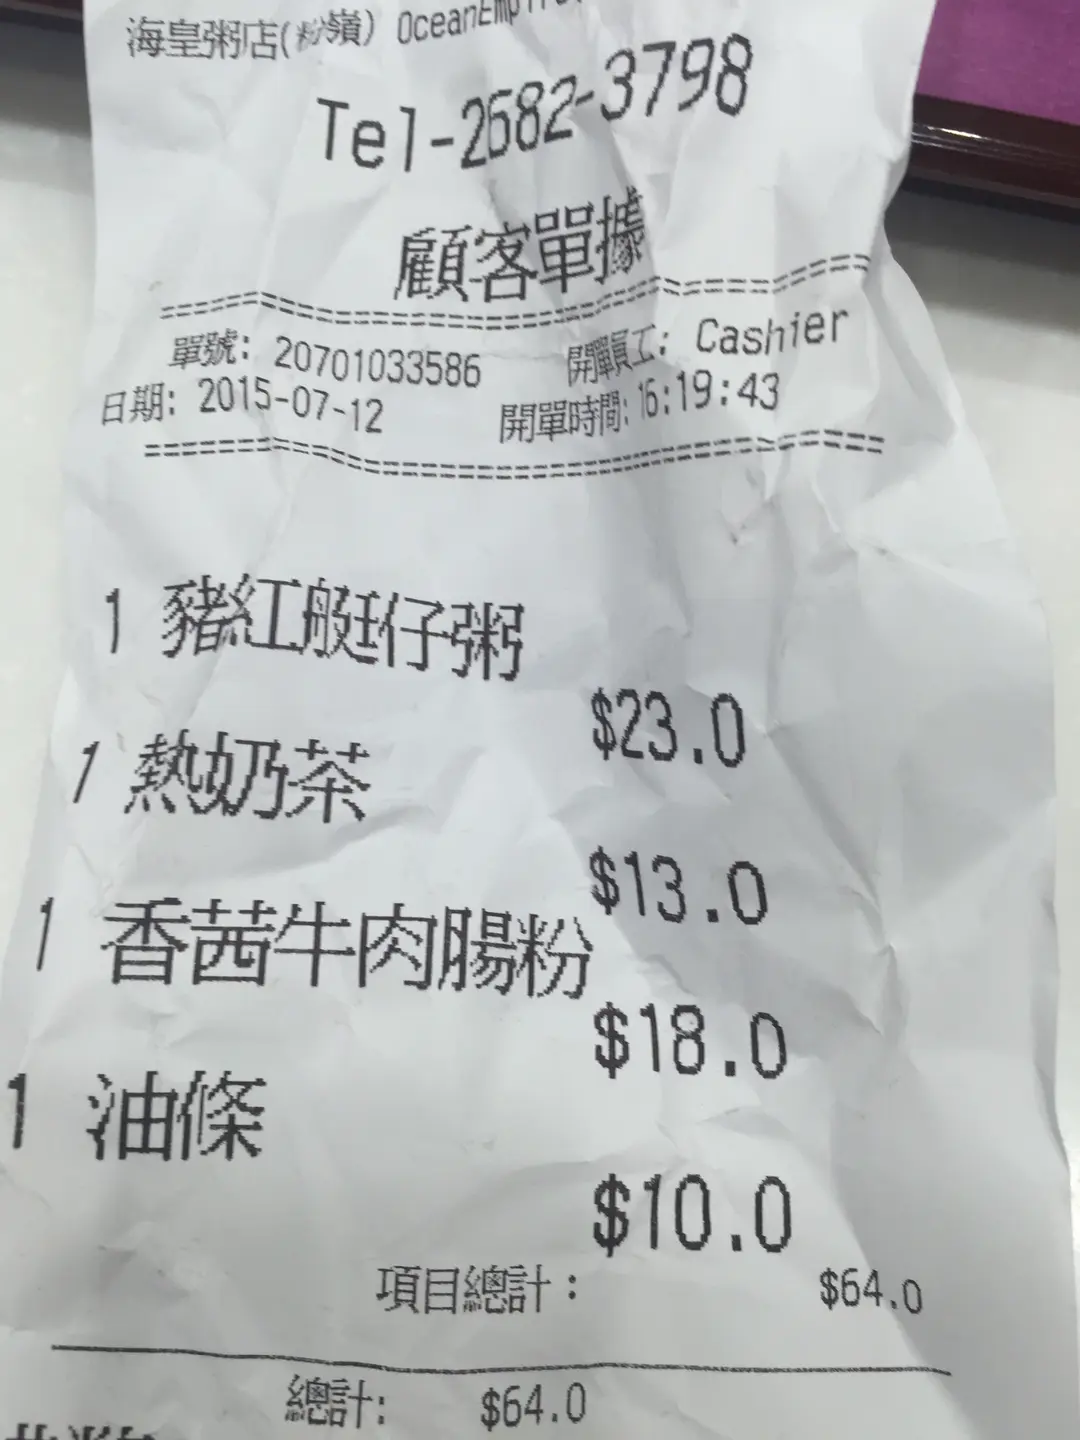 海皇粥店(粉嶺) OceanEmp
Tel-2682-3798
顧客單據
單號: 20701033586 開單員工: Cashier
日期: 2015-07-12 開單時間: 16:19:43
1 豬紅艇仔粥
$23.0
1 熱奶茶
$13.0
1 香茜牛肉腸粉
$18.0
1 油條
$10.0
項目總計: $64.0
總計: $64.0